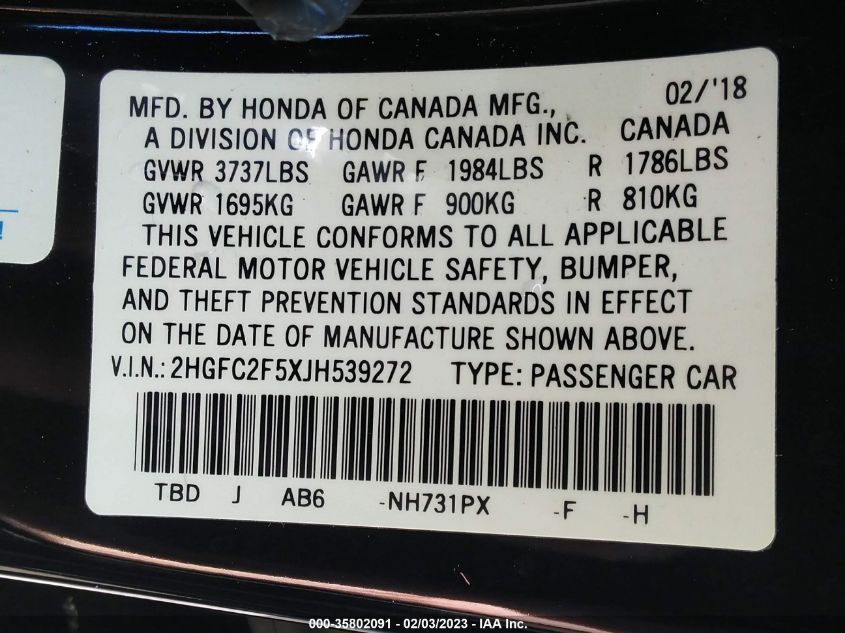 MFD. BY HONDA OF CANADA MFG., 02/'18
A DIVISION OF HONDA CANADA INC. CANADA
GVWR 3737LBS GAWR F 1984LBS R 1786LBS
GVWR 1695KG GAWR F 900KG R 810KG
THIS VEHICLE CONFORMS TO ALL APPLICABLE
FEDERAL MOTOR VEHICLE SAFETY, BUMPER,
AND THEFT PREVENTION STANDARDS IN EFFECT
ON THE DATE OF MANUFACTURE SHOWN ABOVE.
V.I.N.: 2HGFC2F5XJH539272 TYPE: PASSENGER CAR
TBD J AB6 -NH731PX -F -H
000-35802091 - 02/03/2023 - IAA Inc.